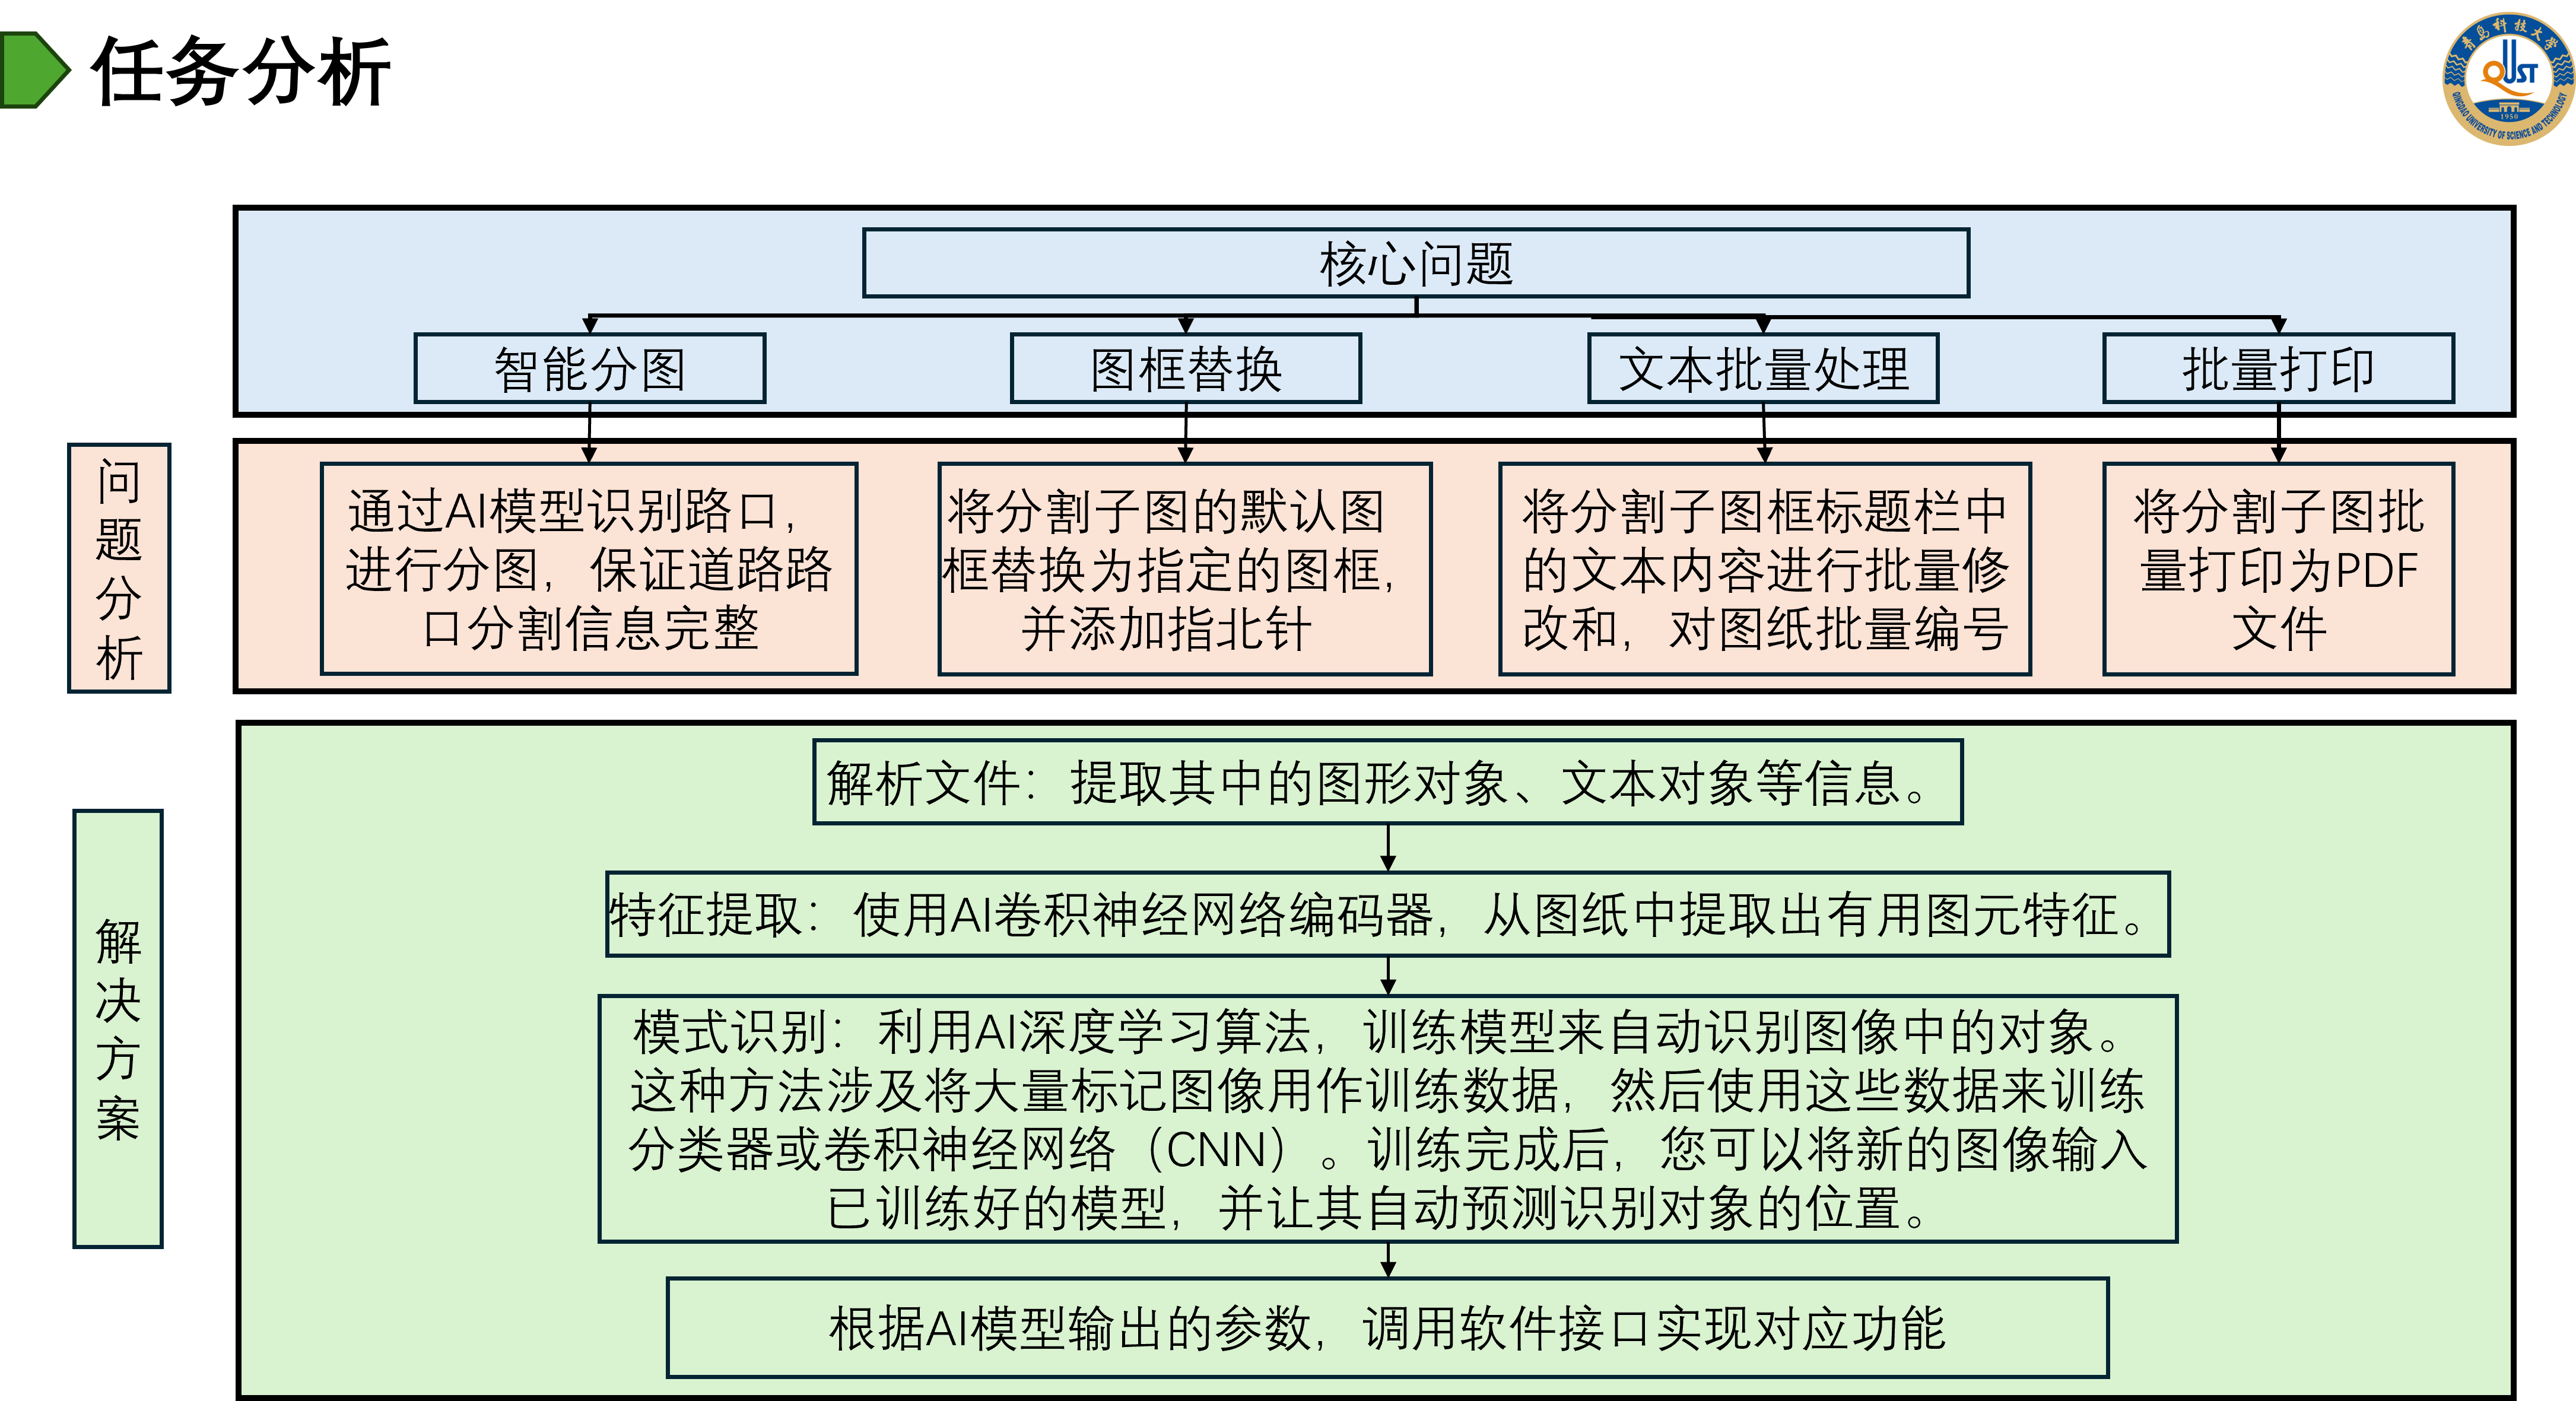 任务分析
青岛科技大学
QUST
1950
QINGDAO UNIVERSITY OF SCIENCE AND TECHNOLOGY
核心问题
智能分图
图框替换
文本批量处理
批量打印
问
题
分
析
通过AI模型识别路口，
进行分图，保证道路路
口分割信息完整
将分割子图的默认图
框替换为指定的图框，
并添加指北针
将分割子图框标题栏中
的文本内容进行批量修
改和，对图纸批量编号
将分割子图批
量打印为PDF
文件
解
决
方
案
解析文件：提取其中的图形对象、文本对象等信息。
特征提取：使用AI卷积神经网络编码器，从图纸中提取出有用图元特征。
模式识别：利用AI深度学习算法，训练模型来自动识别图像中的对象。
这种方法涉及将大量标记图像用作训练数据，然后使用这些数据来训练
分类器或卷积神经网络（CNN）。训练完成后，您可以将新的图像输入
已训练好的模型，并让其自动预测识别对象的位置。
根据AI模型输出的参数，调用软件接口实现对应功能